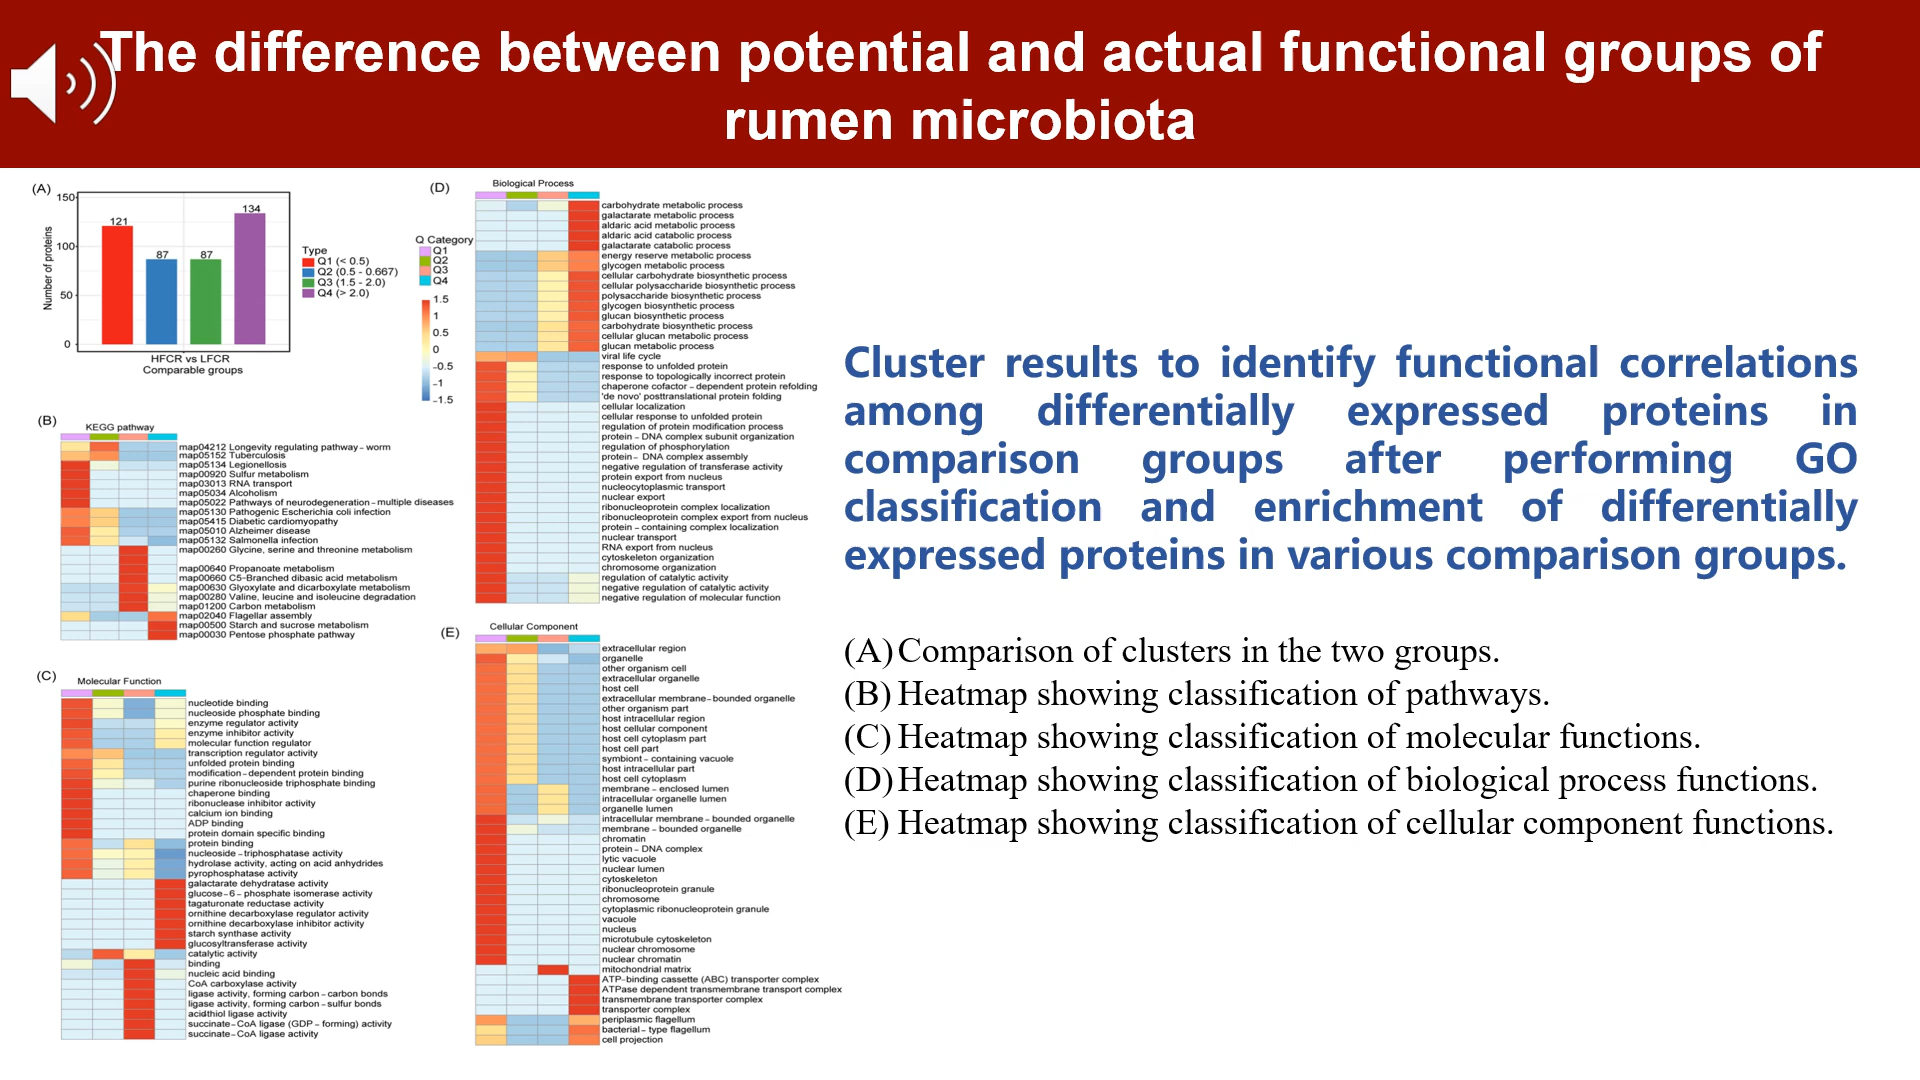 The difference between potential and actual functional groups of
rumen microbiota
(A)
150
100
50
0
Number of proteins
121
87
87
134
HFCR vs LFCR
Comparable groups
Type
Q1 (< 0.5)
Q2 (0.5 - 0.667)
Q3 (1.5 - 2.0)
Q4 (> 2.0)
(B)
KEGG pathway
map04212 Longevity regulating pathway - worm
map05152 Tuberculosis
map05134 Legionellosis
map00920 Sulfur metabolism
map03013 RNA transport
map05034 Alcoholism
map05022 Pathways of neurodegeneration - multiple diseases
map05130 Pathogenic Escherichia coli infection
map05415 Diabetic cardiomyopathy
map05010 Alzheimer disease
map05132 Salmonella infection
map00260 Glycine, serine and threonine metabolism
map00640 Propanoate metabolism
map00660 C5-Branched dibasic acid metabolism
map00630 Glyoxylate and dicarboxylate metabolism
map00280 Valine, leucine and isoleucine degradation
map01200 Carbon metabolism
map02040 Flagellar assembly
map00500 Starch and sucrose metabolism
map00030 Pentose phosphate pathway
(C)
Molecular Function
nucleotide binding
nucleoside phosphate binding
enzyme regulator activity
enzyme inhibitor activity
molecular function regulator
transcription regulator activity
unfolded protein binding
modification - dependent protein binding
purine ribonucleoside triphosphate binding
chaperone binding
ribonuclease inhibitor activity
calcium ion binding
ADP binding
protein domain specific binding
protein binding
nucleoside - triphosphatase activity
hydrolase activity, acting on acid anhydrides
pyrophosphatase activity
galactarate dehydratase activity
glucose - 6 - phosphate isomerase activity
tagaturonate reductase activity
ornithine decarboxylase regulator activity
ornithine decarboxylase inhibitor activity
starch synthase activity
glucosyltransferase activity
catalytic activity
binding
nucleic acid binding
CoA carboxylase activity
ligase activity, forming carbon - carbon bonds
ligase activity, forming carbon - sulfur bonds
acidthiol ligase activity
succinate - CoA ligase (GDP - forming) activity
succinate - CoA ligase activity
(D)
Biological Process
Q Category
Q1
Q2
Q3
Q4
1.5
1
0.5
0
-0.5
-1
-1.5
carbohydrate metabolic process
galactarate metabolic process
aldaric acid metabolic process
aldaric acid catabolic process
galactarate catabolic process
energy reserve metabolic process
glycogen metabolic process
cellular carbohydrate biosynthetic process
cellular polysaccharide biosynthetic process
polysaccharide biosynthetic process
glycogen biosynthetic process
glucan biosynthetic process
carbohydrate biosynthetic process
cellular glucan metabolic process
glucan metabolic process
viral life cycle
response to unfolded protein
response to topologically incorrect protein
chaperone cofactor - dependent protein refolding
'de novo' posttranslational protein folding
cellular localization
cellular response to unfolded protein
regulation of protein modification process
protein - DNA complex subunit organization
regulation of phosphorylation
protein - DNA complex assembly
negative regulation of transferase activity
protein export from nucleus
nucleocytoplasmic transport
nuclear export
ribonucleoprotein complex localization
ribonucleoprotein complex export from nucleus
protein - containing complex localization
nuclear transport
RNA export from nucleus
cytoskeleton organization
chromosome organization
regulation of catalytic activity
negative regulation of catalytic activity
negative regulation of molecular function
(E)
Cellular Component
extracellular region
organelle
other organism cell
extracellular organelle
host cell
extracellular membrane - bounded organelle
other organism part
host intracellular region
host cellular component
host cell cytoplasm part
host cell part
symbiont - containing vacuole
host intracellular part
host cell cytoplasm
membrane - enclosed lumen
intracellular organelle lumen
organelle lumen
intracellular membrane - bounded organelle
membrane - bounded organelle
chromatin
protein - DNA complex
lytic vacuole
nuclear lumen
cytoskeleton
ribonucleoprotein granule
chromosome
cytoplasmic ribonucleoprotein granule
vacuole
nucleus
microtubule cytoskeleton
nuclear chromosome
nuclear chromatin
mitochondrial matrix
ATP-binding cassette (ABC) transporter complex
ATPase dependent transmembrane transport complex
transmembrane transporter complex
transporter complex
periplasmic flagellum
bacterial - type flagellum
cell projection
Cluster results to identify functional correlations
among differentially expressed proteins in
comparison groups after performing GO
classification and enrichment of differentially
expressed proteins in various comparison groups.
(A) Comparison of clusters in the two groups.
(B) Heatmap showing classification of pathways.
(C) Heatmap showing classification of molecular functions.
(D) Heatmap showing classification of biological process functions.
(E) Heatmap showing classification of cellular component functions.